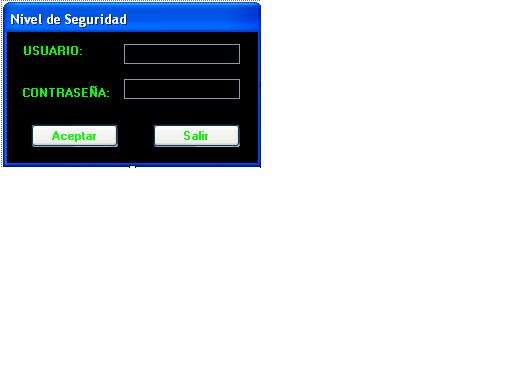 Nivel de Seguridad
USUARIO:
CONTRASEÑA:
Aceptar Salir